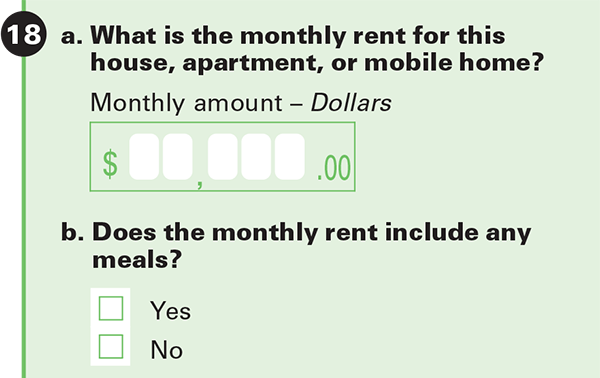 18 a. What is the monthly rent for this
house, apartment, or mobile home?
Monthly amount – Dollars
$ , .00
b. Does the monthly rent include any
meals?
Yes
No